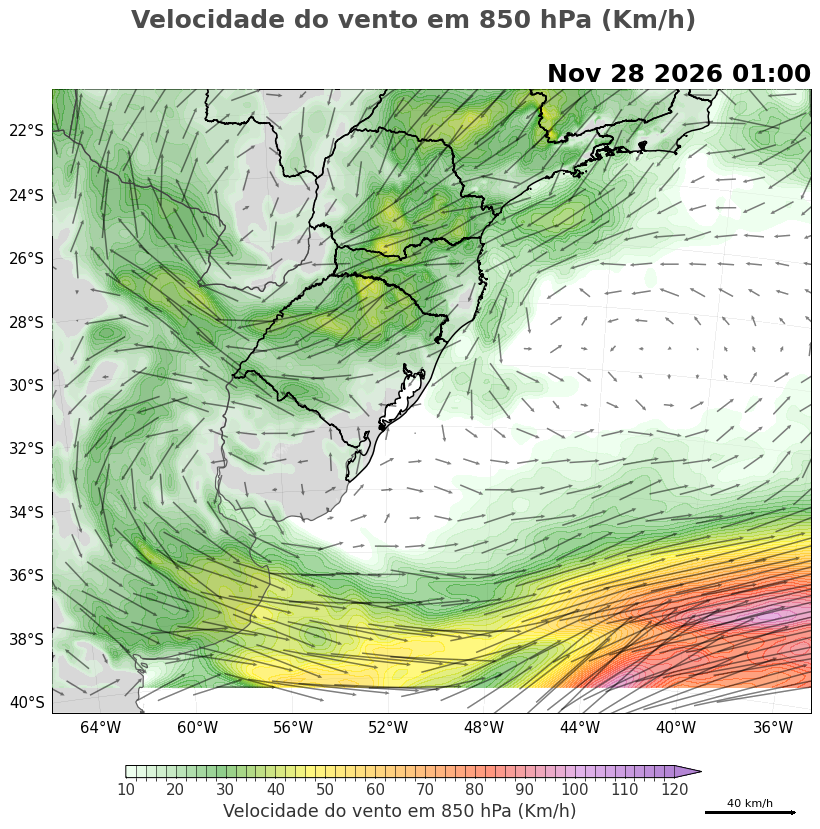 Velocidade do vento em 850 hPa (Km/h)
Nov 28 2026 01:00
22°S
24°S
26°S
28°S
30°S
32°S
34°S
36°S
38°S
40°S
64°W 60°W 56°W 52°W 48°W 44°W 40°W 36°W
10 20 30 40 50 60 70 80 90 100 110 120
Velocidade do vento em 850 hPa (Km/h)
40 km/h